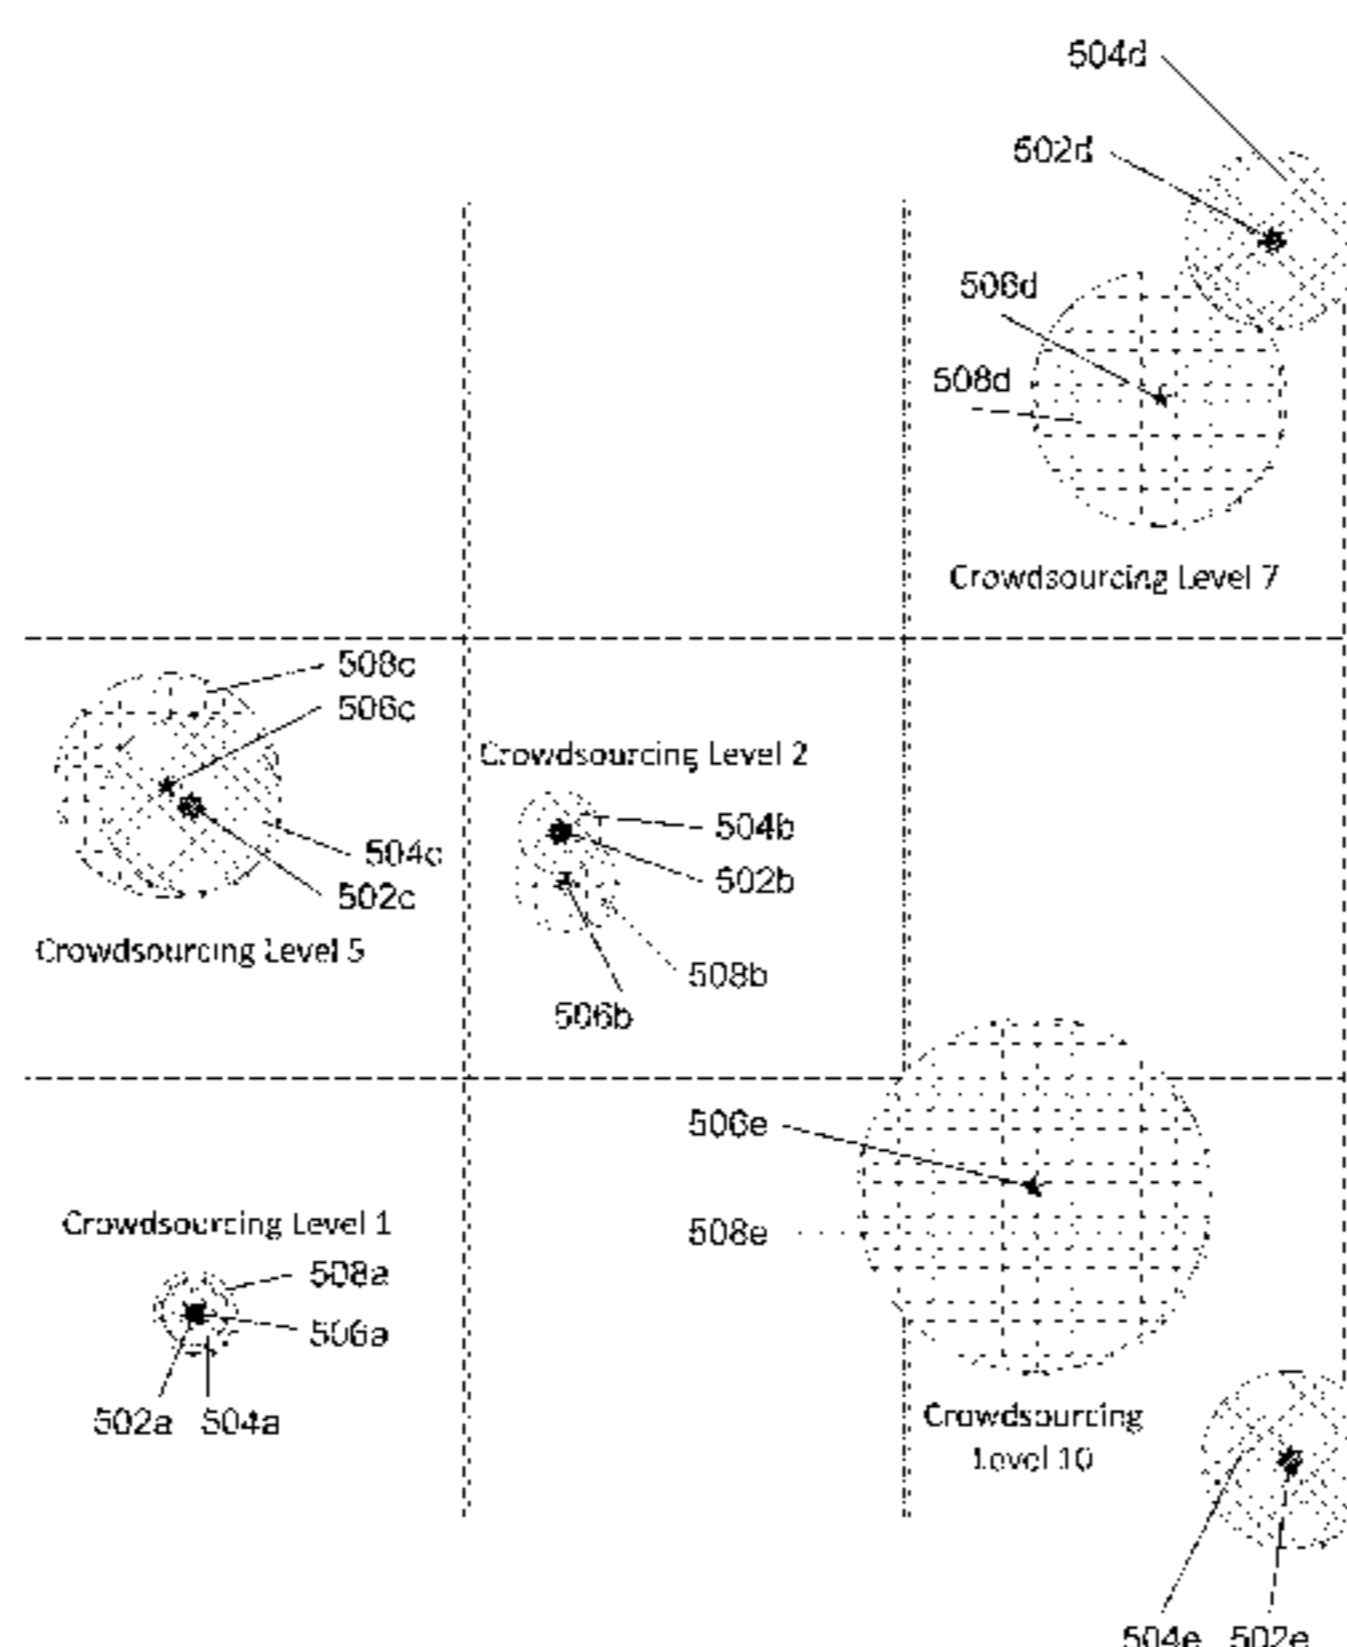 504d
502d
506d
508d
Crowdsourcing Level 7
508c
506c
504c
502c
Crowdsourcing Level 5
Crowdsourcing Level 2
504b
502b
508b
506b
506e
508e
Crowdsourcing Level 1
508a
506a
502a 504a
Crowdsourcing
Level 10
504e 502e